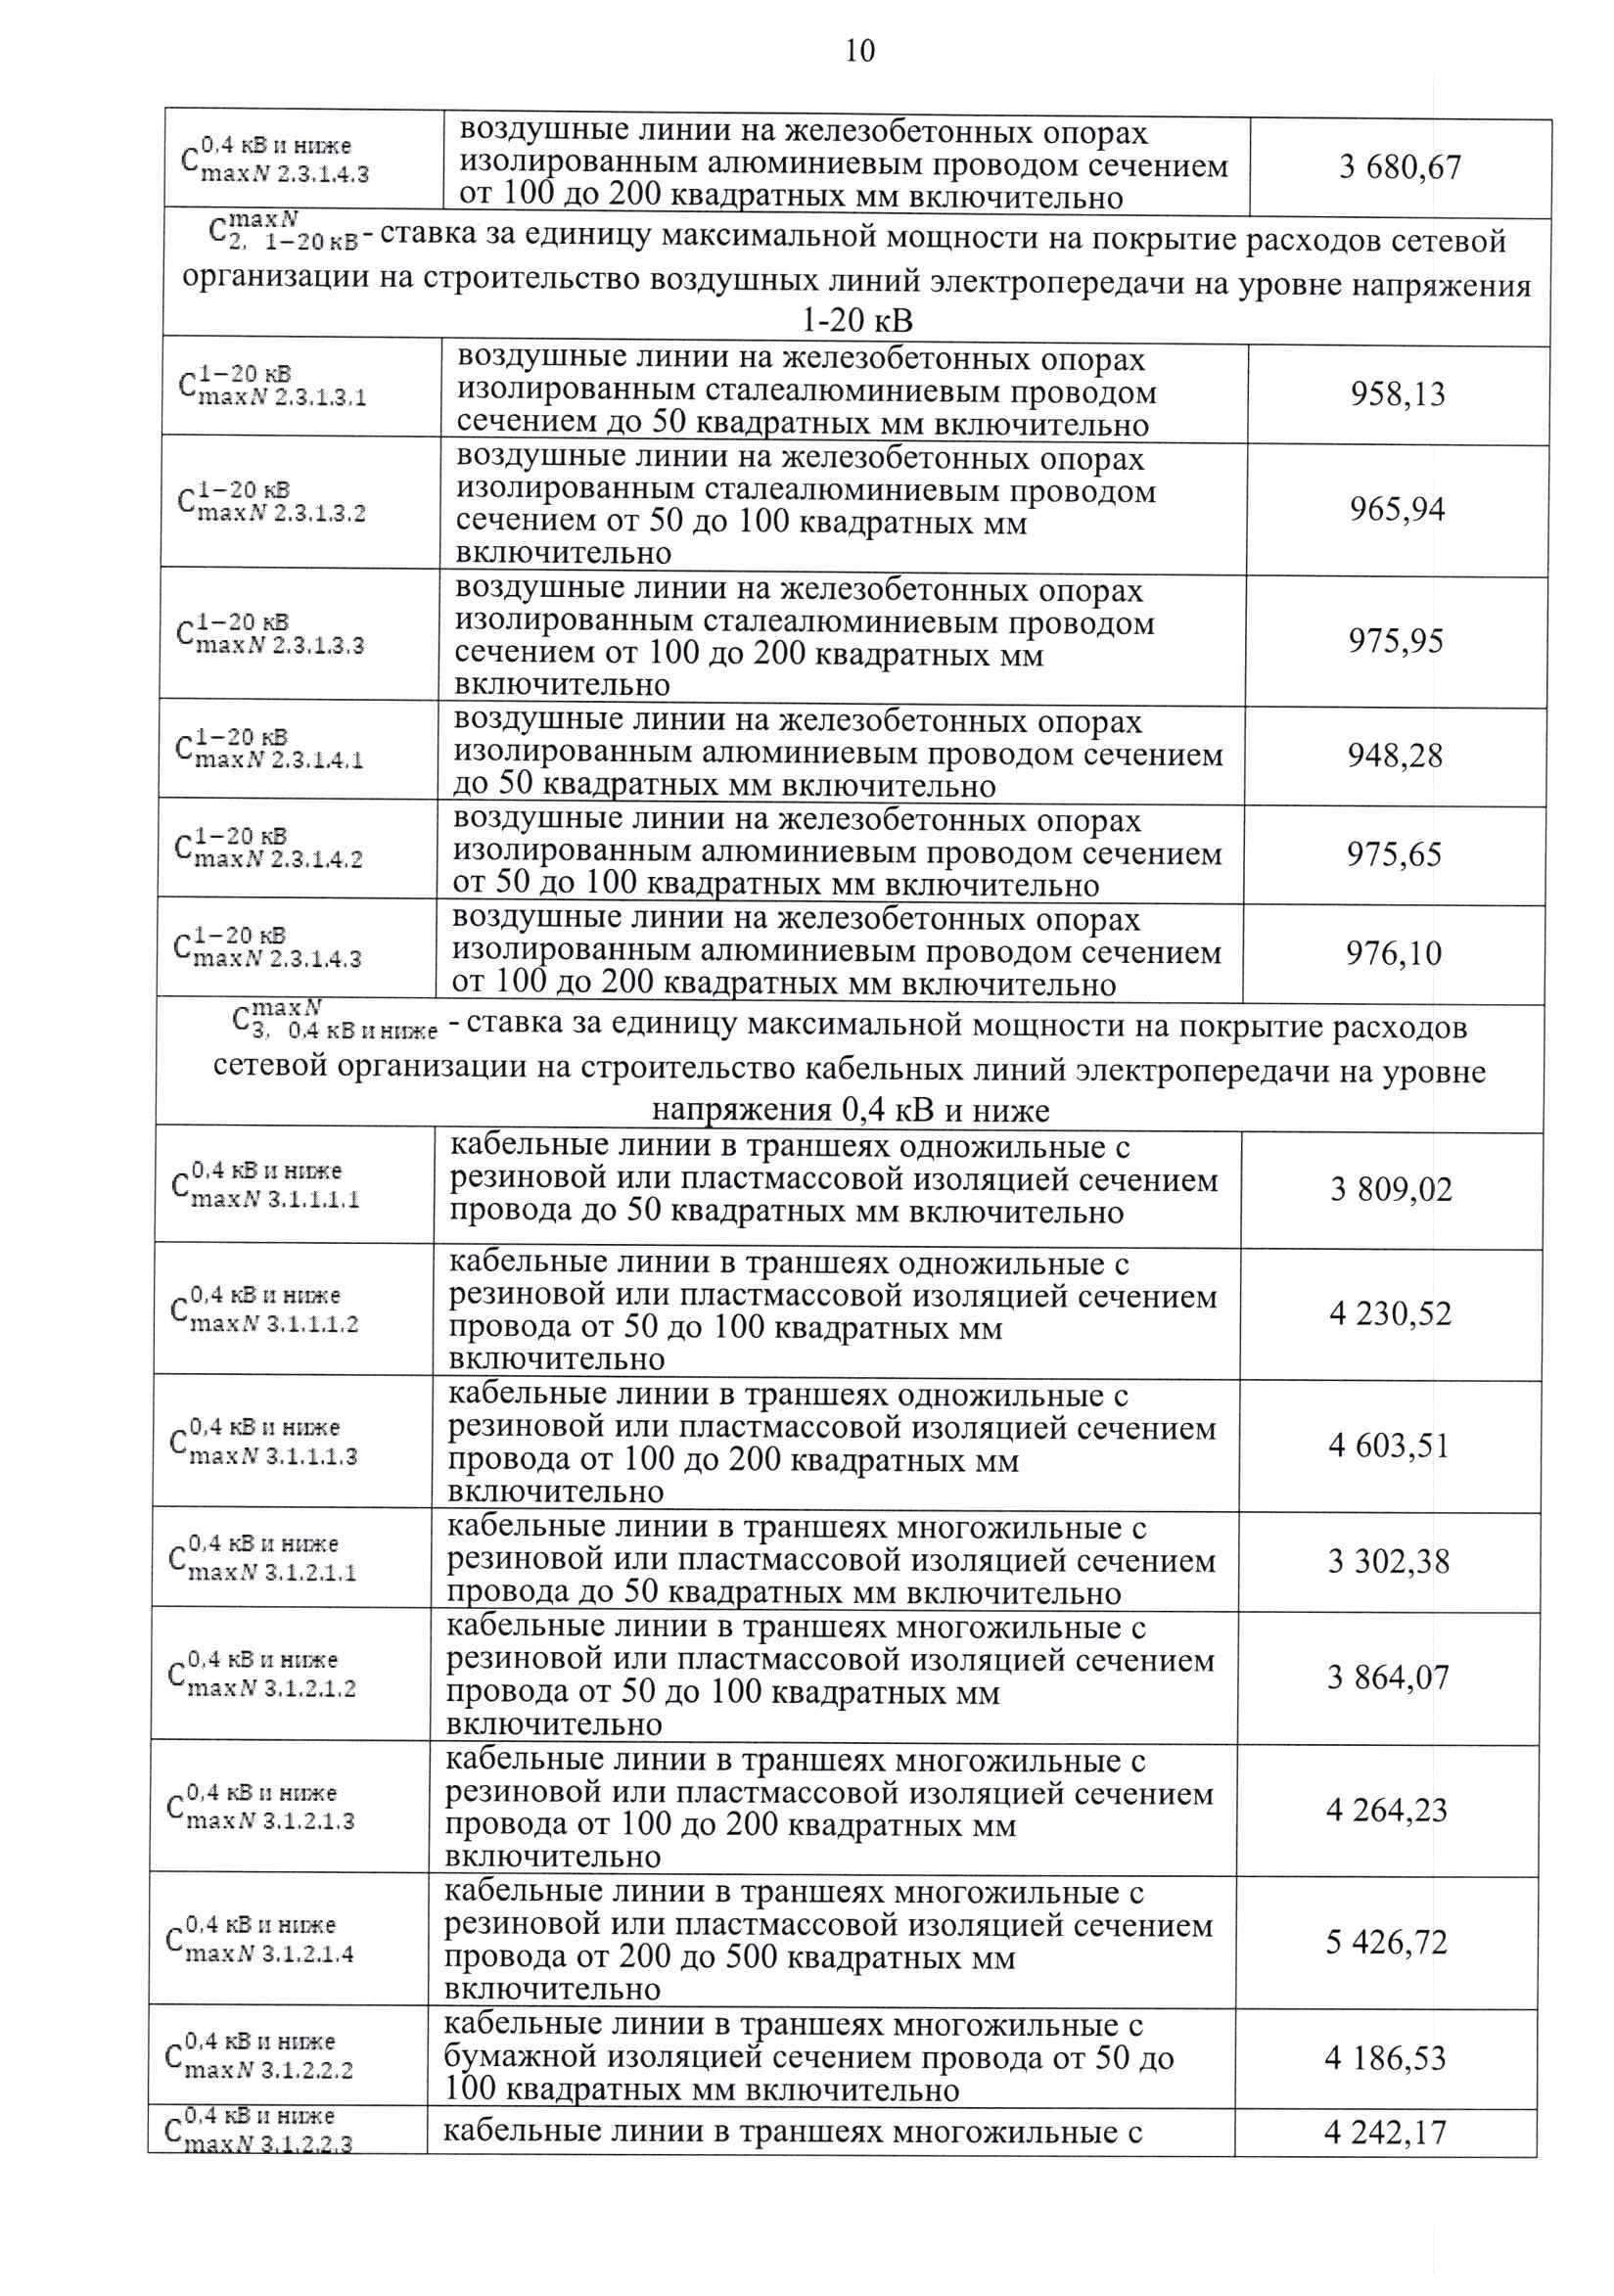 10
С 0,4 кВ и ниже maxN 2.3.1.4.3
воздушные линии на железобетонных опорах
изолированным алюминиевым проводом сечением
от 100 до 200 квадратных мм включительно
3 680,67
С maxN 2, 1–20 кВ - ставка за единицу максимальной мощности на покрытие расходов сетевой
организации на строительство воздушных линий электропередачи на уровне напряжения
1-20 кВ
С 1–20 кВ maxN 2.3.1.3.1
воздушные линии на железобетонных опорах
изолированным сталеалюминиевым проводом
сечением до 50 квадратных мм включительно
958,13
С 1–20 кВ maxN 2.3.1.3.2
воздушные линии на железобетонных опорах
изолированным сталеалюминиевым проводом
сечением от 50 до 100 квадратных мм
включительно
965,94
С 1–20 кВ maxN 2.3.1.3.3
воздушные линии на железобетонных опорах
изолированным сталеалюминиевым проводом
сечением от 100 до 200 квадратных мм
включительно
975,95
С 1–20 кВ maxN 2.3.1.4.1
воздушные линии на железобетонных опорах
изолированным алюминиевым проводом сечением
до 50 квадратных мм включительно
948,28
С 1–20 кВ maxN 2.3.1.4.2
воздушные линии на железобетонных опорах
изолированным алюминиевым проводом сечением
от 50 до 100 квадратных мм включительно
975,65
С 1–20 кВ maxN 2.3.1.4.3
воздушные линии на железобетонных опорах
изолированным алюминиевым проводом сечением
от 100 до 200 квадратных мм включительно
976,10
С maxN 3, 0,4 кВ и ниже - ставка за единицу максимальной мощности на покрытие расходов
сетевой организации на строительство кабельных линий электропередачи на уровне
напряжения 0,4 кВ и ниже
С 0,4 кВ и ниже maxN 3.1.1.1.1
кабельные линии в траншеях одножильные с
резиновой или пластмассовой изоляцией сечением
провода до 50 квадратных мм включительно
3 809,02
С 0,4 кВ и ниже maxN 3.1.1.1.2
кабельные линии в траншеях одножильные с
резиновой или пластмассовой изоляцией сечением
провода от 50 до 100 квадратных мм
включительно
4 230,52
С 0,4 кВ и ниже maxN 3.1.1.1.3
кабельные линии в траншеях одножильные с
резиновой или пластмассовой изоляцией сечением
провода от 100 до 200 квадратных мм
включительно
4 603,51
С 0,4 кВ и ниже maxN 3.1.2.1.1
кабельные линии в траншеях многожильные с
резиновой или пластмассовой изоляцией сечением
провода до 50 квадратных мм включительно
3 302,38
С 0,4 кВ и ниже maxN 3.1.2.1.2
кабельные линии в траншеях многожильные с
резиновой или пластмассовой изоляцией сечением
провода от 50 до 100 квадратных мм
включительно
3 864,07
С 0,4 кВ и ниже maxN 3.1.2.1.3
кабельные линии в траншеях многожильные с
резиновой или пластмассовой изоляцией сечением
провода от 100 до 200 квадратных мм
включительно
4 264,23
С 0,4 кВ и ниже maxN 3.1.2.1.4
кабельные линии в траншеях многожильные с
резиновой или пластмассовой изоляцией сечением
провода от 200 до 500 квадратных мм
включительно
5 426,72
С 0,4 кВ и ниже maxN 3.1.2.2.2
кабельные линии в траншеях многожильные с
бумажной изоляцией сечением провода от 50 до
100 квадратных мм включительно
4 186,53
С 0,4 кВ и ниже maxN 3.1.2.2.3
кабельные линии в траншеях многожильные с
4 242,17